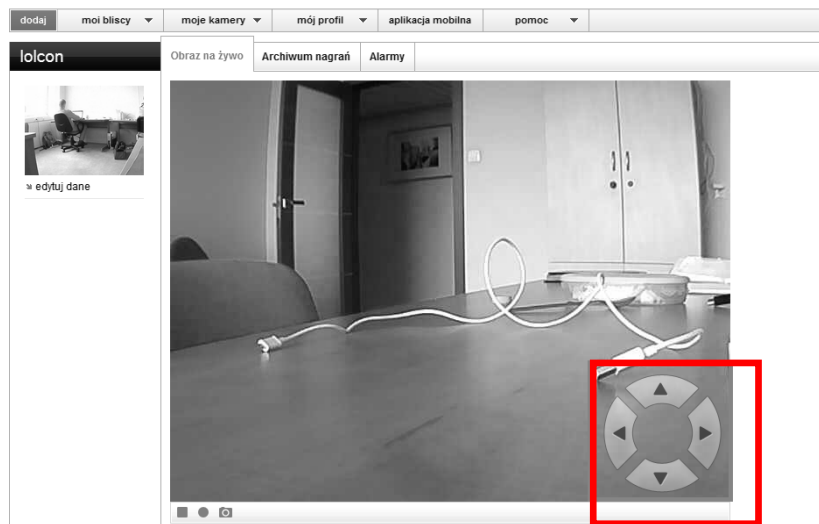 dodaj moi bliscy moje kamery mój profil aplikacja mobilna pomoc
lolcon
Obraz na żywo Archiwum nagrań Alarmy
edytuj dane